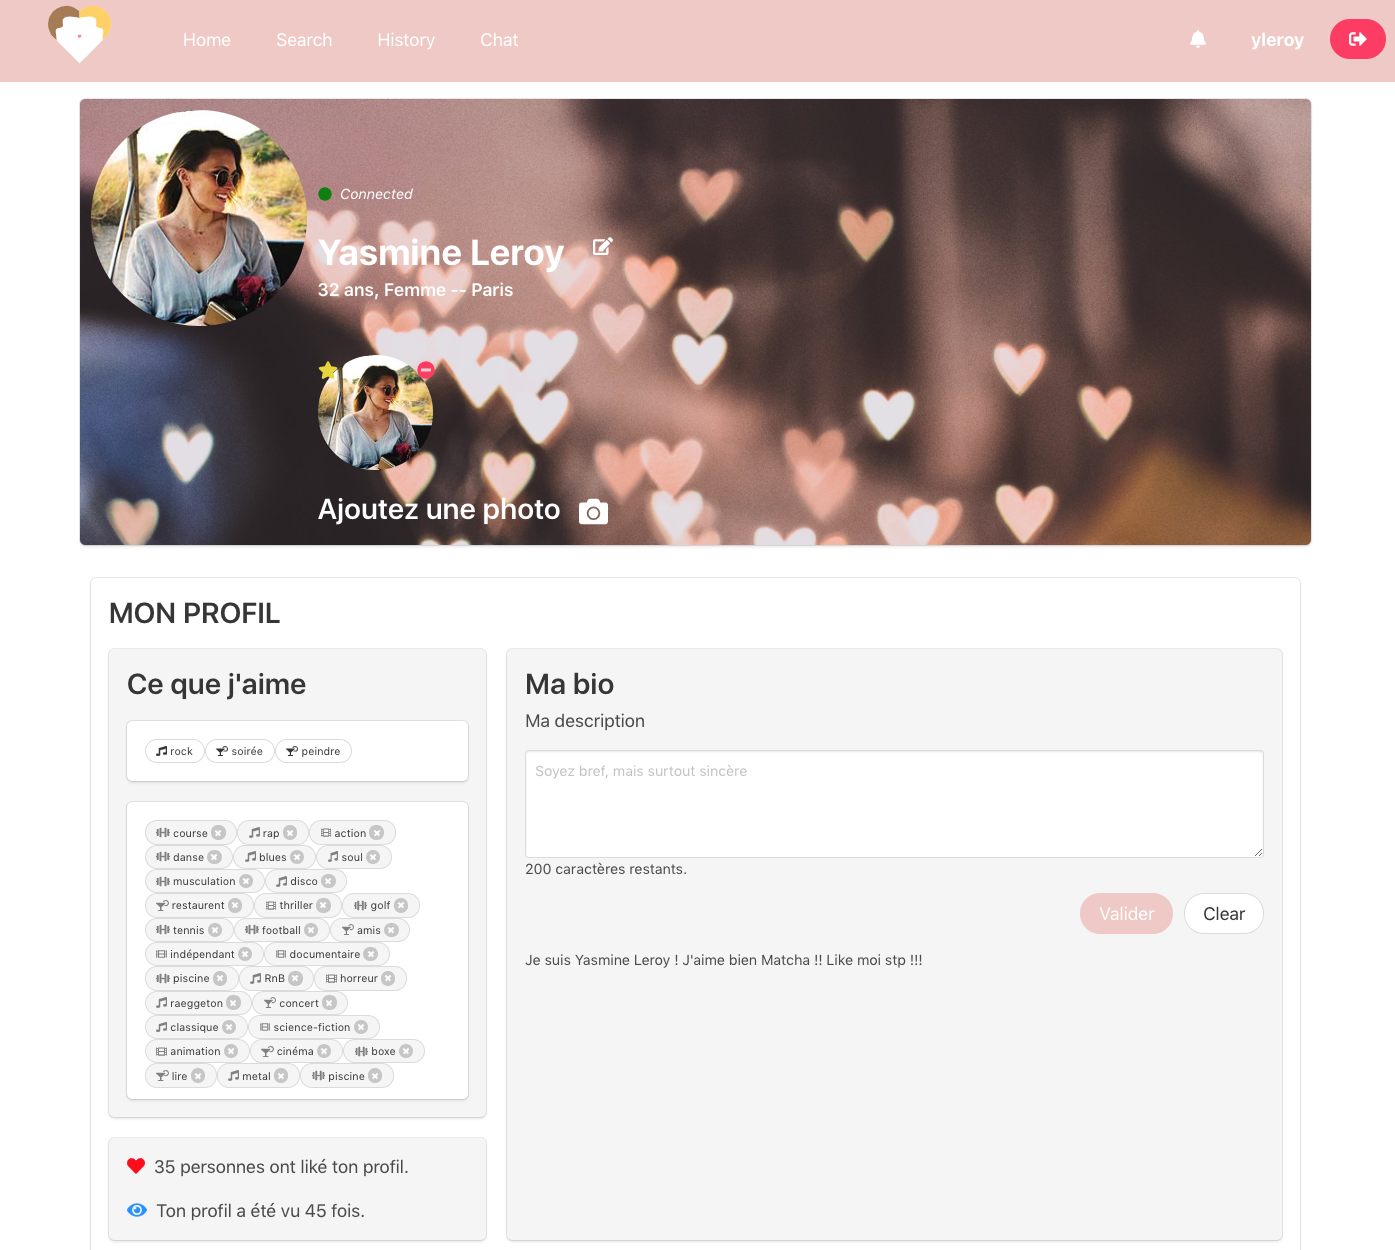 Home Search History Chat yleroy
Connected
Yasmine Leroy
32 ans, Femme -- Paris
Ajoutez une photo
MON PROFIL
Ce que j'aime
rock soirée peindre
course rap action
danse blues soul
musculation disco
restaurent thriller golf
tennis football amis
indépendant documentaire
piscine RnB horreur
raeggeton concert
classique science-fiction
animation cinéma boxe
lire metal piscine
35 personnes ont liké ton profil.
Ton profil a été vu 45 fois.
Ma bio
Ma description
Soyez bref, mais surtout sincère
200 caractères restants.
Valider Clear
Je suis Yasmine Leroy ! J'aime bien Matcha !! Like moi stp !!!